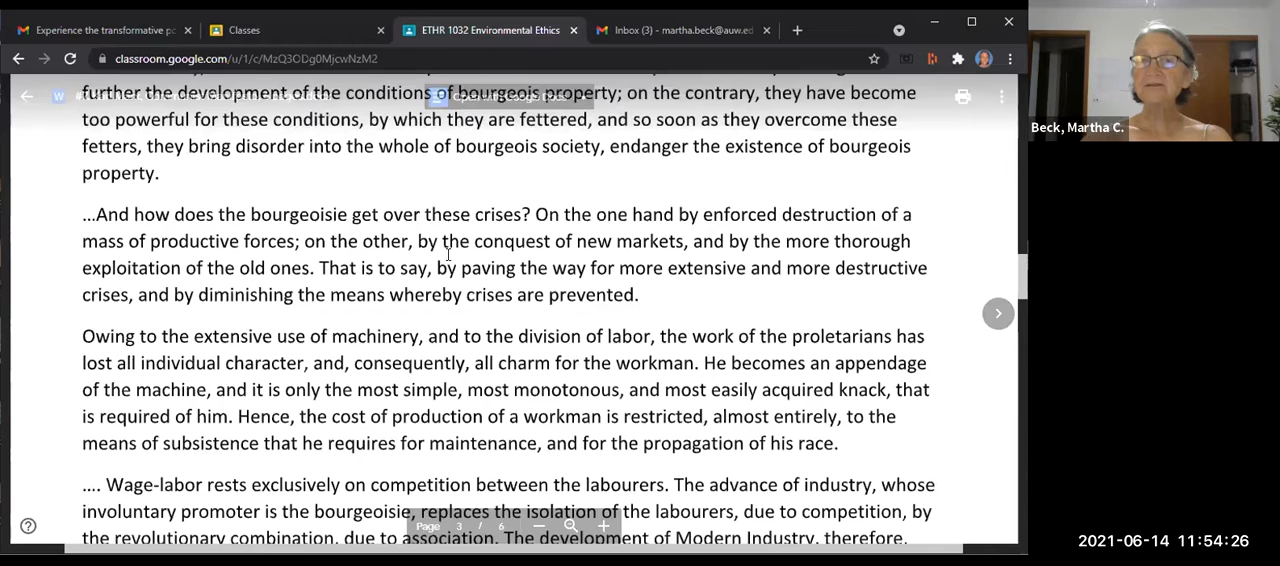 Experience the transformative po
Classes
ETHR 1032 Environmental Ethics
Inbox (3) - martha.beck@auw.ed
classroom.google.com/u/1/c/MzQ3ODg0MjcwNzM2
Beck, Martha C.
further the development of the conditions of bourgeois property; on the contrary, they have become
too powerful for these conditions, by which they are fettered, and so soon as they overcome these
fetters, they bring disorder into the whole of bourgeois society, endanger the existence of bourgeois
property.
…And how does the bourgeoisie get over these crises? On the one hand by enforced destruction of a
mass of productive forces; on the other, by the conquest of new markets, and by the more thorough
exploitation of the old ones. That is to say, by paving the way for more extensive and more destructive
crises, and by diminishing the means whereby crises are prevented.
Owing to the extensive use of machinery, and to the division of labor, the work of the proletarians has
lost all individual character, and, consequently, all charm for the workman. He becomes an appendage
of the machine, and it is only the most simple, most monotonous, and most easily acquired knack, that
is required of him. Hence, the cost of production of a workman is restricted, almost entirely, to the
means of subsistence that he requires for maintenance, and for the propagation of his race.
…. Wage-labor rests exclusively on competition between the labourers. The advance of industry, whose
involuntary promoter is the bourgeoisie, replaces the isolation of the labourers, due to competition, by
the revolutionary combination, due to association. The development of Modern Industry, therefore,
Page 3 / 6
2021-06-14 11:54:26